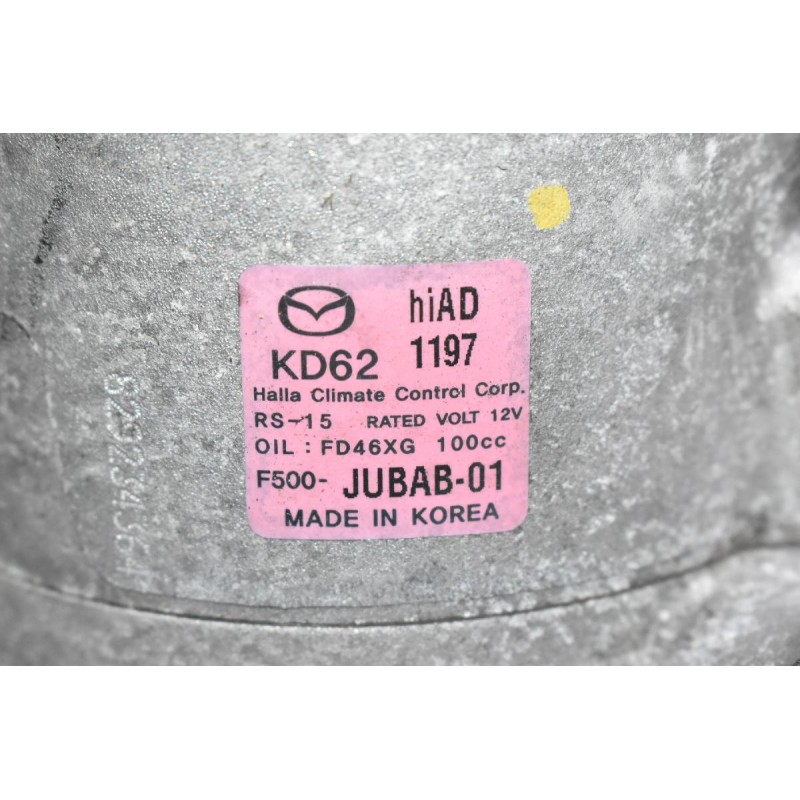 hiAD
KD62 1197
Halla Climate Control Corp.
RS-15 RATED VOLT 12V
OIL : FD46XG 100cc
F500- JUBAB-01
MADE IN KOREA